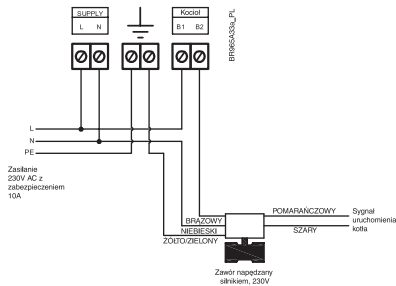 SUPPLY
L N
Kocioł
B1 B2
BR965A33a_PL
L
N
PE
Zasilanie
230V AC z
zabezpieczeniem
10A
BRĄZOWY
NIEBIESKI
ŻÓŁTO/ZIELONY
POMARAŃCZOWY
SZARY
Sygnał
uruchomienia
kotła
Zawór napędzany
silnikiem, 230V